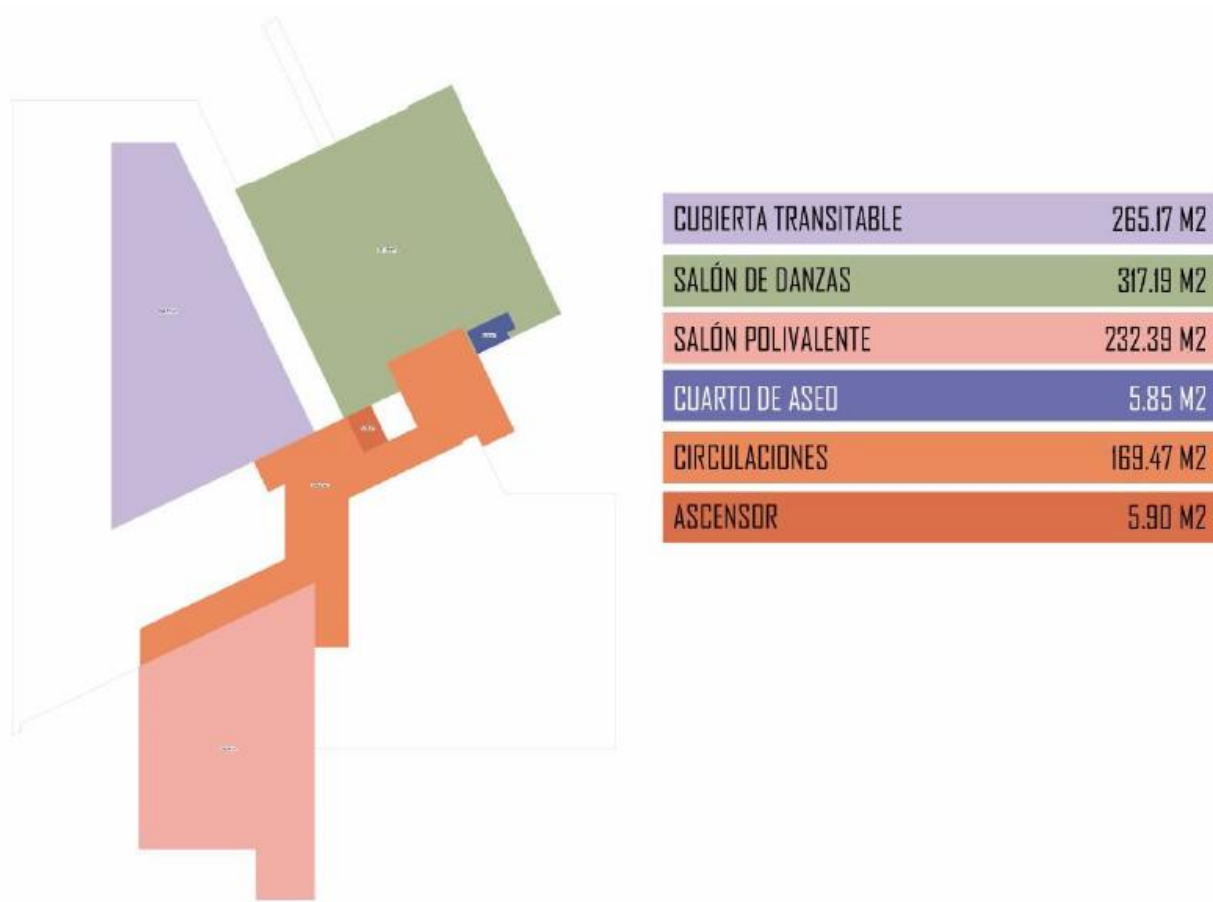 CUBIERTA TRANSITABLE 265.17 M2
SALÓN DE DANZAS 317.19 M2
SALÓN POLIVALENTE 232.39 M2
CUARTO DE ASEO 5.85 M2
CIRCULACIONES 169.47 M2
ASCENSOR 5.90 M2